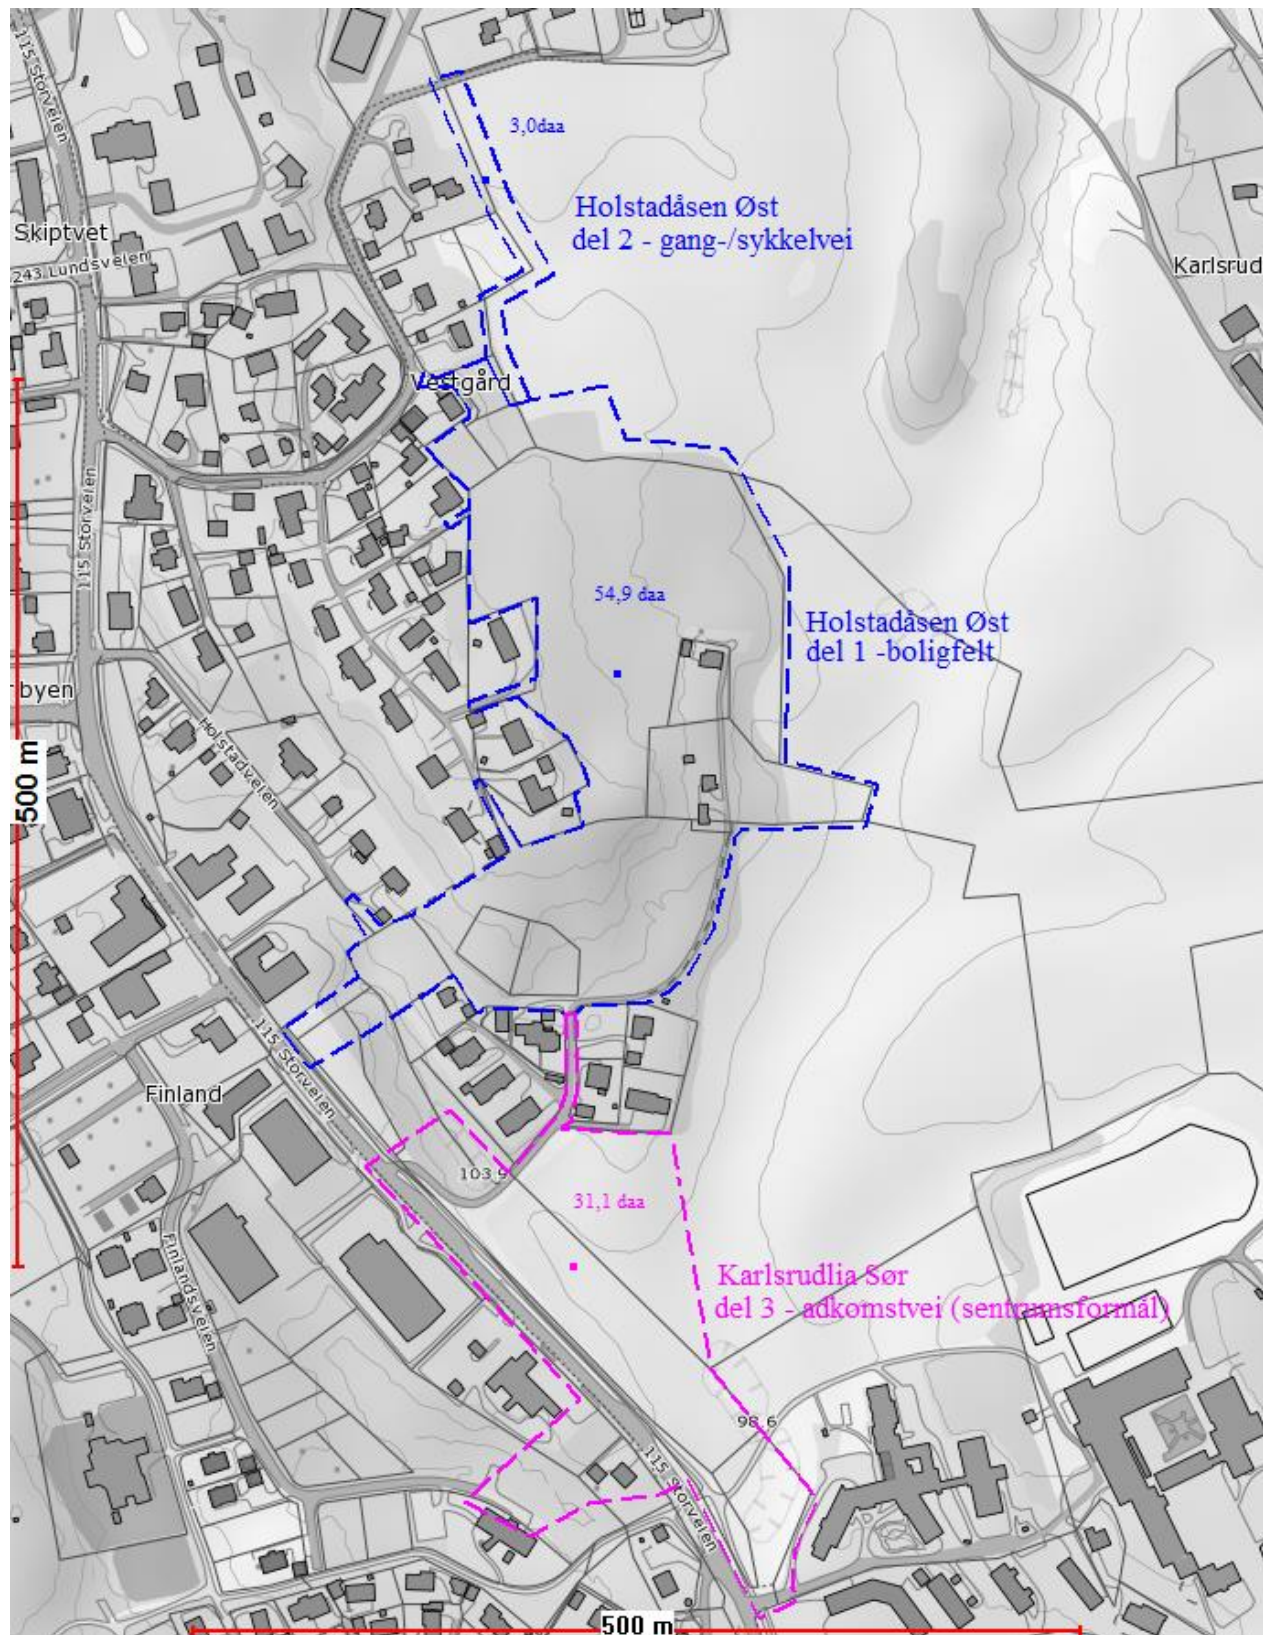 115 Storveien
3,0daa
Holstadåsen Øst
del 2 - gang-/sykkelvei
Skiptvet
243 Lundsveien
Karlsrud
Vestgård
115 Storveien
54,9 daa
Holstadåsen Øst
del 1 -boligfelt
byen
Holstadveien
500 m
115 Storveien
Finland
103,9
31,1 daa
Finlandsveien
Karlsrudlia Sør
del 3 - adkomstvei (sentrumsformål)
98,6
115 Storveien
500 m